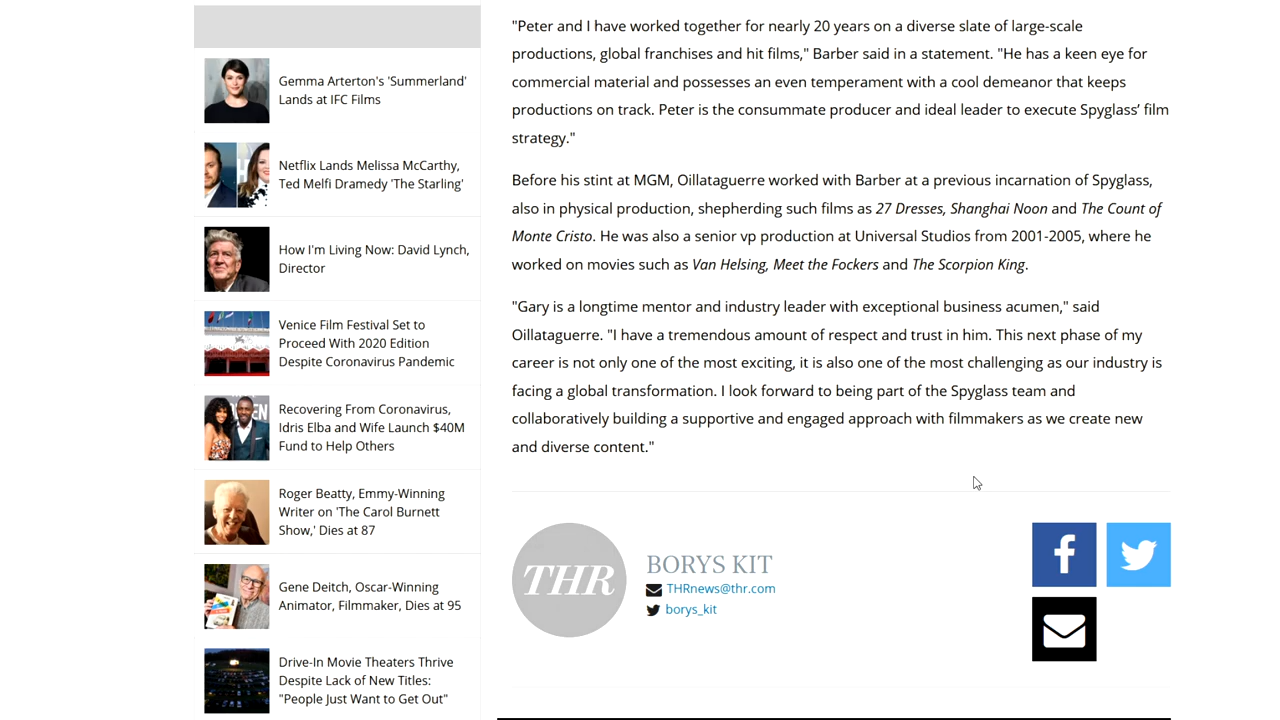 Gemma Arterton's 'Summerland'
Lands at IFC Films
Netflix Lands Melissa McCarthy,
Ted Melfi Dramedy 'The Starling'
How I'm Living Now: David Lynch,
Director
Venice Film Festival Set to
Proceed With 2020 Edition
Despite Coronavirus Pandemic
Recovering From Coronavirus,
Idris Elba and Wife Launch $40M
Fund to Help Others
Roger Beatty, Emmy-Winning
Writer on 'The Carol Burnett
Show,' Dies at 87
Gene Deitch, Oscar-Winning
Animator, Filmmaker, Dies at 95
Drive-In Movie Theaters Thrive
Despite Lack of New Titles:
"People Just Want to Get Out"
"Peter and I have worked together for nearly 20 years on a diverse slate of large-scale
productions, global franchises and hit films," Barber said in a statement. "He has a keen eye for
commercial material and possesses an even temperament with a cool demeanor that keeps
productions on track. Peter is the consummate producer and ideal leader to execute Spyglass’ film
strategy."
Before his stint at MGM, Oillataguerre worked with Barber at a previous incarnation of Spyglass,
also in physical production, shepherding such films as 27 Dresses, Shanghai Noon and The Count of
Monte Cristo. He was also a senior vp production at Universal Studios from 2001-2005, where he
worked on movies such as Van Helsing, Meet the Fockers and The Scorpion King.
"Gary is a longtime mentor and industry leader with exceptional business acumen," said
Oillataguerre. "I have a tremendous amount of respect and trust in him. This next phase of my
career is not only one of the most exciting, it is also one of the most challenging as our industry is
facing a global transformation. I look forward to being part of the Spyglass team and
collaboratively building a supportive and engaged approach with filmmakers as we create new
and diverse content."
THR
BORYS KIT
THRnews@thr.com
borys_kit